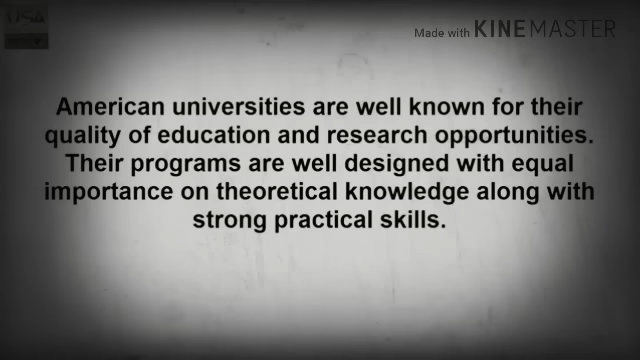 USA
Made with KINEMASTER
American universities are well known for their
quality of education and research opportunities.
Their programs are well designed with equal
importance on theoretical knowledge along with
strong practical skills.